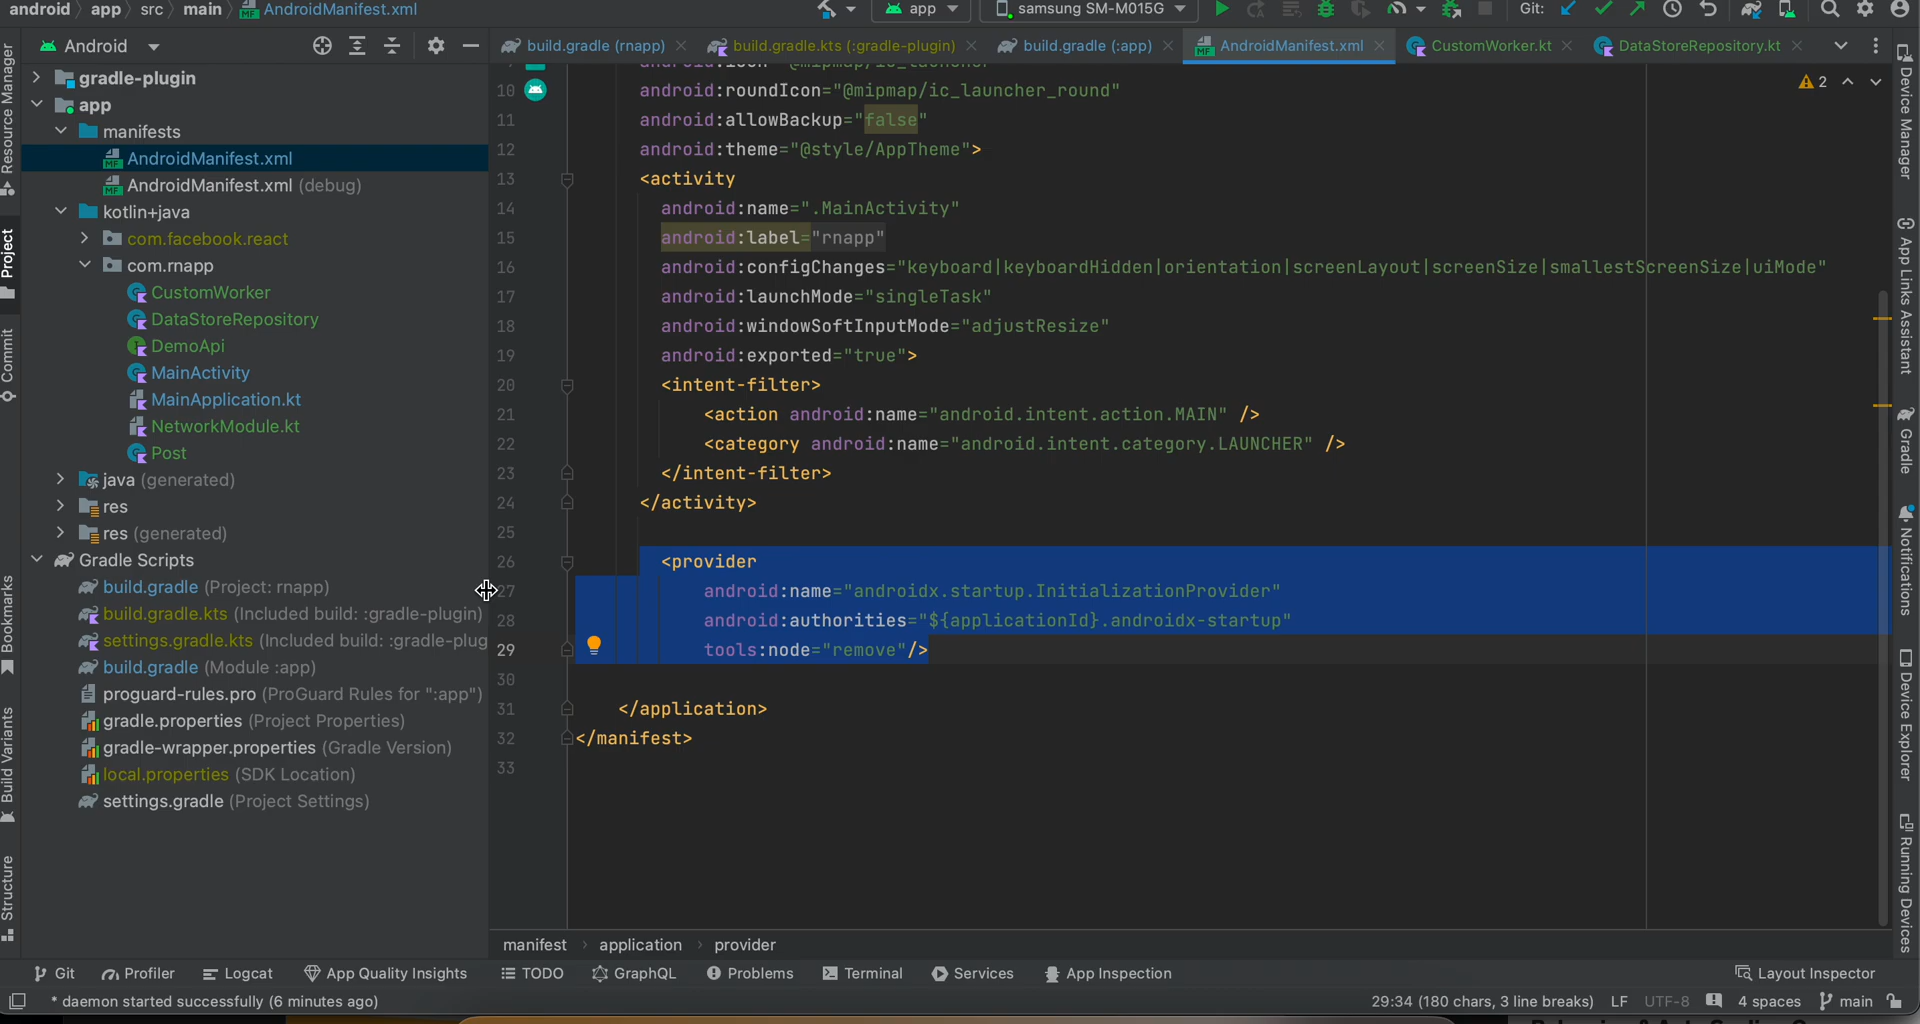 android > app > src > main > AndroidManifest.xml
app
samsung SM-M015G
Git:
Android
build.gradle (rnapp)
build.gradle.kts (:gradle-plugin)
build.gradle (:app)
AndroidManifest.xml
CustomWorker.kt
DataStoreRepository.kt
Resource Manager
Project
Commit
Bookmarks
Build Variants
Structure
gradle-plugin
app
manifests
AndroidManifest.xml
AndroidManifest.xml (debug)
kotlin+java
com.facebook.react
com.rnapp
CustomWorker
DataStoreRepository
DemoApi
MainActivity
MainApplication.kt
NetworkModule.kt
Post
java (generated)
res
res (generated)
Gradle Scripts
build.gradle (Project: rnapp)
build.gradle.kts (Included build: :gradle-plugin)
settings.gradle.kts (Included build: :gradle-plug
build.gradle (Module :app)
proguard-rules.pro (ProGuard Rules for ":app")
gradle.properties (Project Properties)
gradle-wrapper.properties (Gradle Version)
local.properties (SDK Location)
settings.gradle (Project Settings)
2
10 android:roundIcon="@mipmap/ic_launcher_round"
11 android:allowBackup="false"
12 android:theme="@style/AppTheme">
13 <activity
14 android:name=".MainActivity"
15 android:label="rnapp"
16 android:configChanges="keyboard|keyboardHidden|orientation|screenLayout|screenSize|smallestScreenSize|uiMode"
17 android:launchMode="singleTask"
18 android:windowSoftInputMode="adjustResize"
19 android:exported="true">
20 <intent-filter>
21 <action android:name="android.intent.action.MAIN" />
22 <category android:name="android.intent.category.LAUNCHER" />
23 </intent-filter>
24 </activity>
25
26 <provider
27 android:name="androidx.startup.InitializationProvider"
28 android:authorities="${applicationId}.androidx-startup"
29 tools:node="remove"/>
30
31 </application>
32 </manifest>
33
Device Manager
App Links Assistant
Gradle
Notifications
Device Explorer
Running Devices
manifest > application > provider
Git
Profiler
Logcat
App Quality Insights
TODO
GraphQL
Problems
Terminal
Services
App Inspection
Layout Inspector
* daemon started successfully (6 minutes ago)
29:34 (180 chars, 3 line breaks)
LF
UTF-8
4 spaces
main